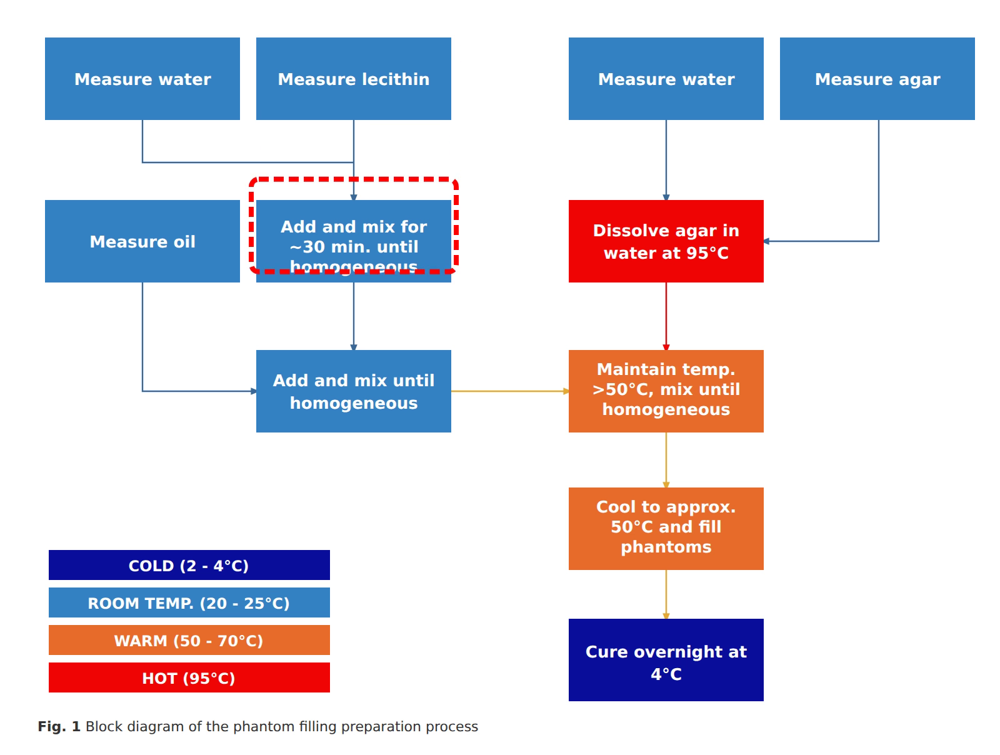 Measure water
Measure lecithin
Measure water
Measure agar
Measure oil
Add and mix for
~30 min. until
homogeneous
Dissolve agar in
water at 95°C
Add and mix until
homogeneous
Maintain temp.
>50°C, mix until
homogeneous
Cool to approx.
50°C and fill
phantoms
Cure overnight at
4°C
COLD (2 - 4°C)
ROOM TEMP. (20 - 25°C)
WARM (50 - 70°C)
HOT (95°C)
Fig. 1 Block diagram of the phantom filling preparation process